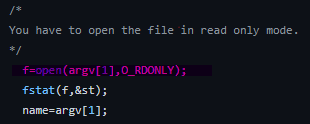 /*
You have to open the file in read only mode.
*/
f=open(argv[1],O_RDONLY);
fstat(f,&st);
name=argv[1];